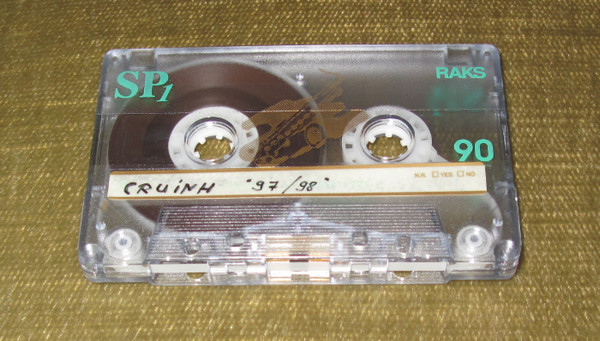 SP1
RAKS
90
CRUINH "97/98"
N.R. ☐ YES ☐ NO